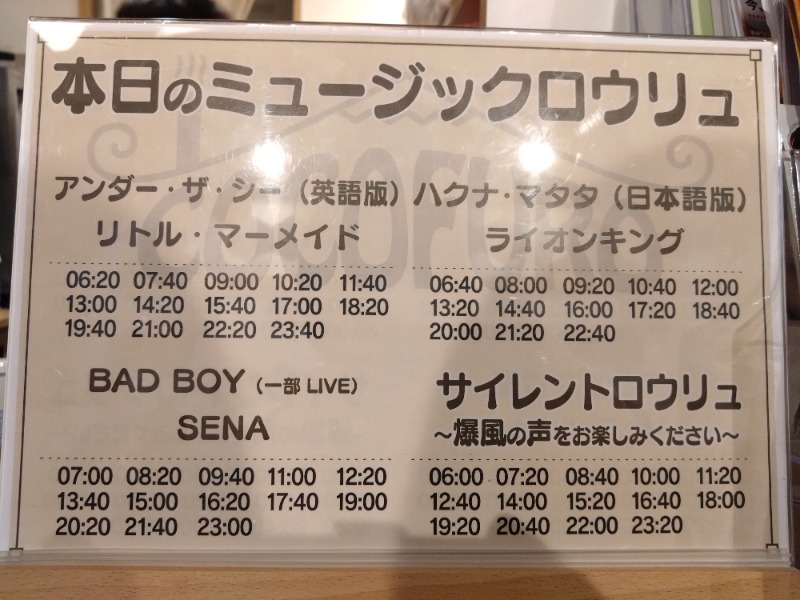 本日のミュージックロウリュ
COCOFURO
アンダー・ザ・シー（英語版）
リトル・マーメイド
06:20 07:40 09:00 10:20 11:40
13:00 14:20 15:40 17:00 18:20
19:40 21:00 22:20 23:40
ハクナ・マタタ（日本語版）
ライオンキング
06:40 08:00 09:20 10:40 12:00
13:20 14:40 16:00 17:20 18:40
20:00 21:20 22:40
BAD BOY（一部 LIVE）
SENA
07:00 08:20 09:40 11:00 12:20
13:40 15:00 16:20 17:40 19:00
20:20 21:40 23:00
サイレントロウリュ
～爆風の声をお楽しみください～
06:00 07:20 08:40 10:00 11:20
12:40 14:00 15:20 16:40 18:00
19:20 20:40 22:00 23:20